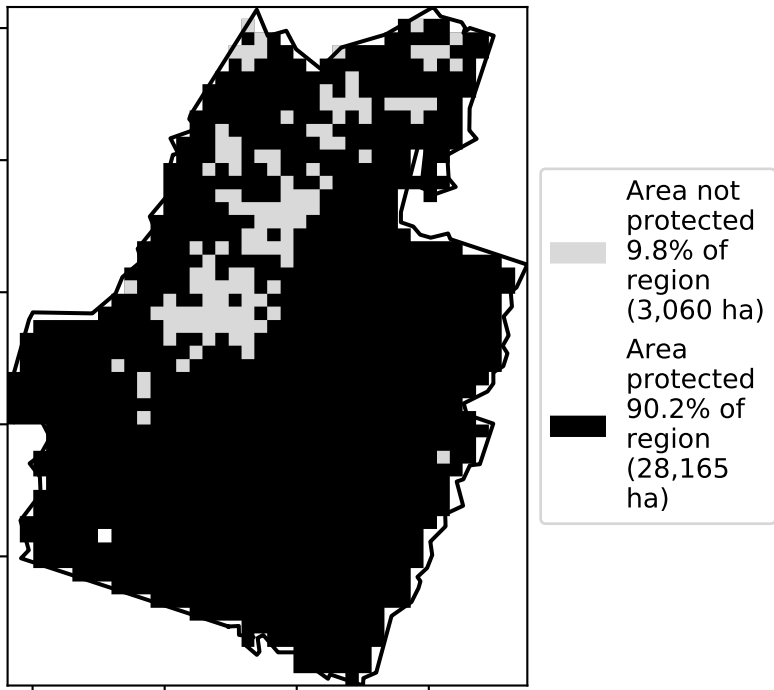 Area not
protected
9.8% of
region
(3,060 ha)
Area
protected
90.2% of
region
(28,165
ha)